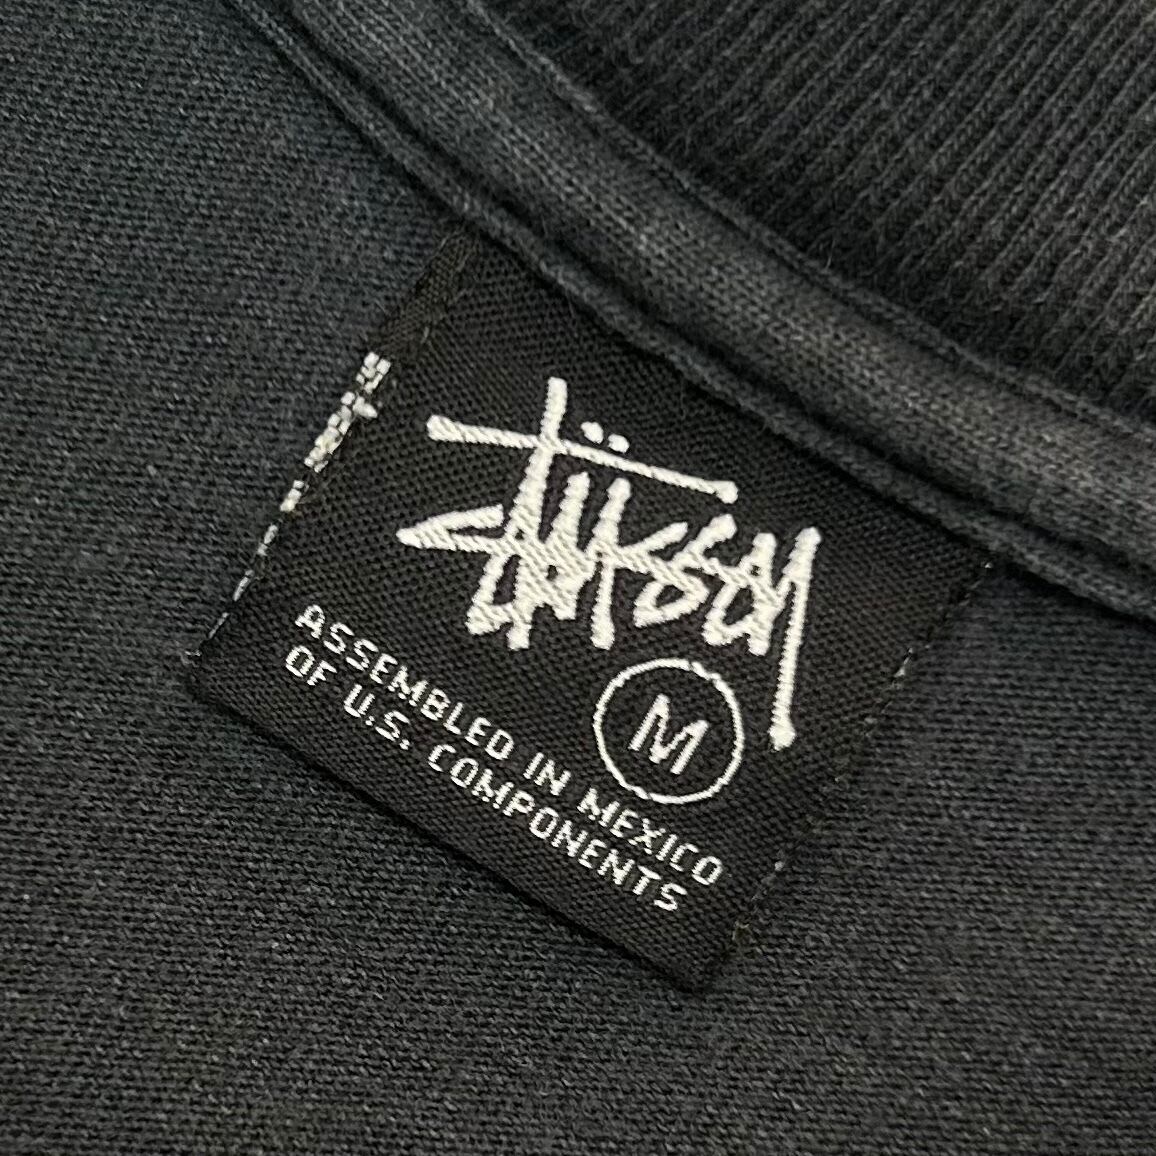 Stüssy
M
ASSEMBLED IN MEXICO
OF U.S. COMPONENTS